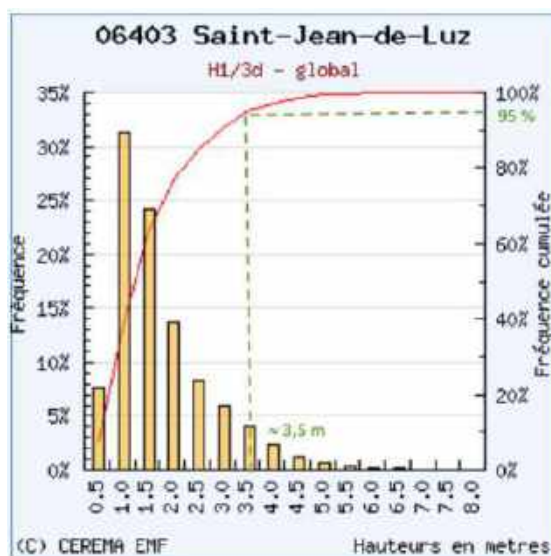 06403 Saint-Jean-de-Luz
H1/3d - global
35%
30%
25%
20%
15%
10%
5%
0%
Fréquence
100%
95 %
80%
60%
40%
20%
0%
Fréquence cumulée
~ 3,5 m
0.5 1.0 1.5 2.0 2.5 3.0 3.5 4.0 4.5 5.0 5.5 6.0 6.5 7.0 7.5 8.0
(C) CEREMA EMF
Hauteurs en metres